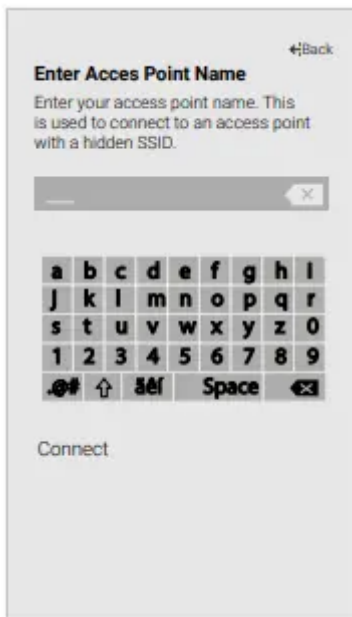 Back
Enter Acces Point Name
Enter your access point name. This
is used to connect to an access point
with a hidden SSID.
a b c d e f g h i
j k l m n o p q r
s t u v w x y z 0
1 2 3 4 5 6 7 8 9
.@# äêí Space
Connect